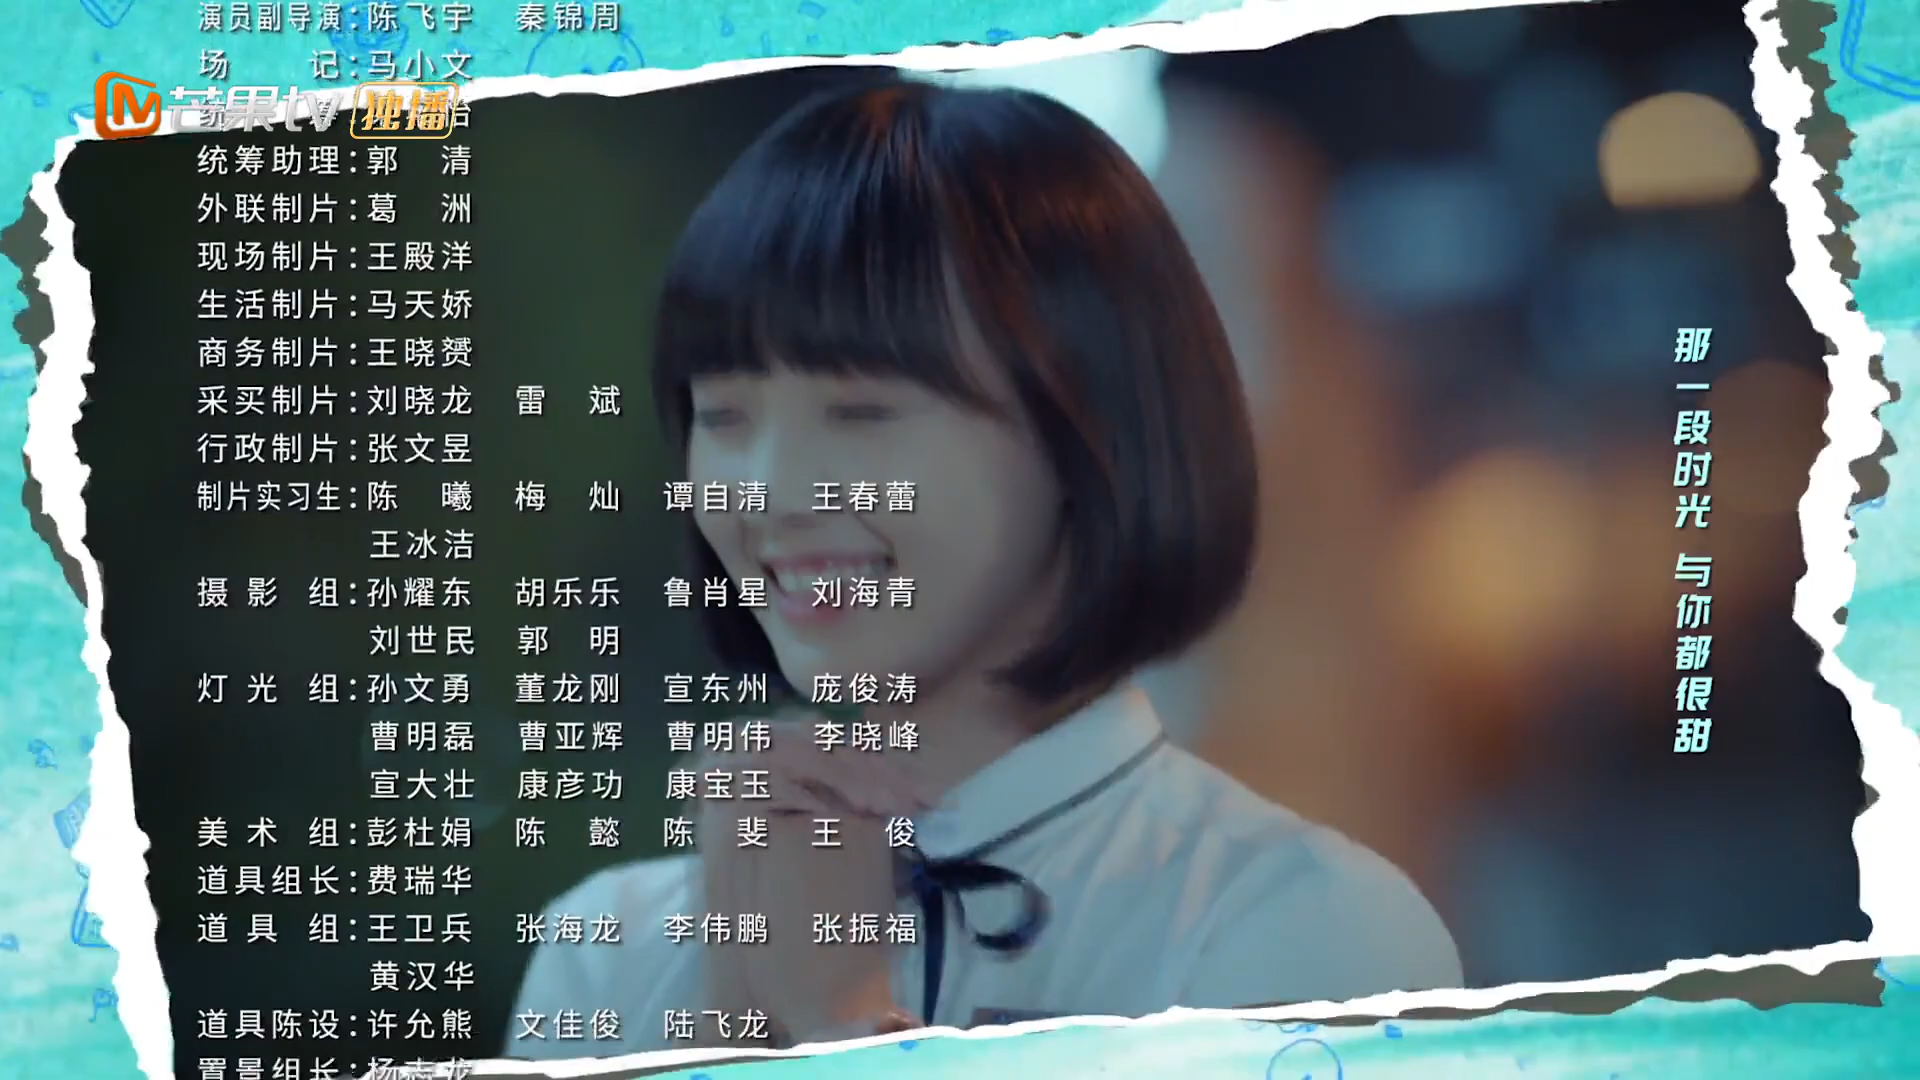 演员副导演：陈飞宇 秦锦周
场 记：马小文
芒果tv 独播
统筹助理：郭 清
外联制片：葛 洲
现场制片：王殿洋
生活制片：马天娇
商务制片：王晓赟
采买制片：刘晓龙 雷 斌
行政制片：张文昱
制片实习生：陈 曦 梅 灿 谭自清 王春蕾
王冰洁
摄 影 组：孙耀东 胡乐乐 鲁肖星 刘海青
刘世民 郭 明
灯 光 组：孙文勇 董龙刚 宣东州 庞俊涛
曹明磊 曹亚辉 曹明伟 李晓峰
宣大壮 康彦功 康宝玉
美 术 组：彭杜娟 陈 懿 陈 斐 王 俊
道具组长：费瑞华
道 具 组：王卫兵 张海龙 李伟鹏 张振福
黄汉华
道具陈设：许允熊 文佳俊 陆飞龙
置景组长：杨志龙
那一段时光 与你都很甜